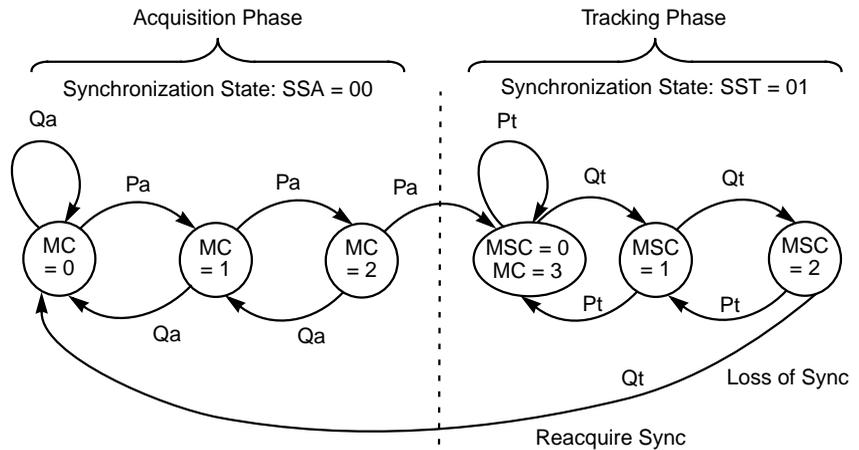 Acquisition Phase
Tracking Phase
Synchronization State: SSA = 00
Synchronization State: SST = 01
Qa
Pt
Pa
Pa
Pa
Qt
Qt
MC
= 0
MC
= 1
MC
= 2
MSC = 0
MC = 3
MSC
= 1
MSC
= 2
Qa
Qa
Pt
Pt
Qt
Loss of Sync
Reacquire Sync